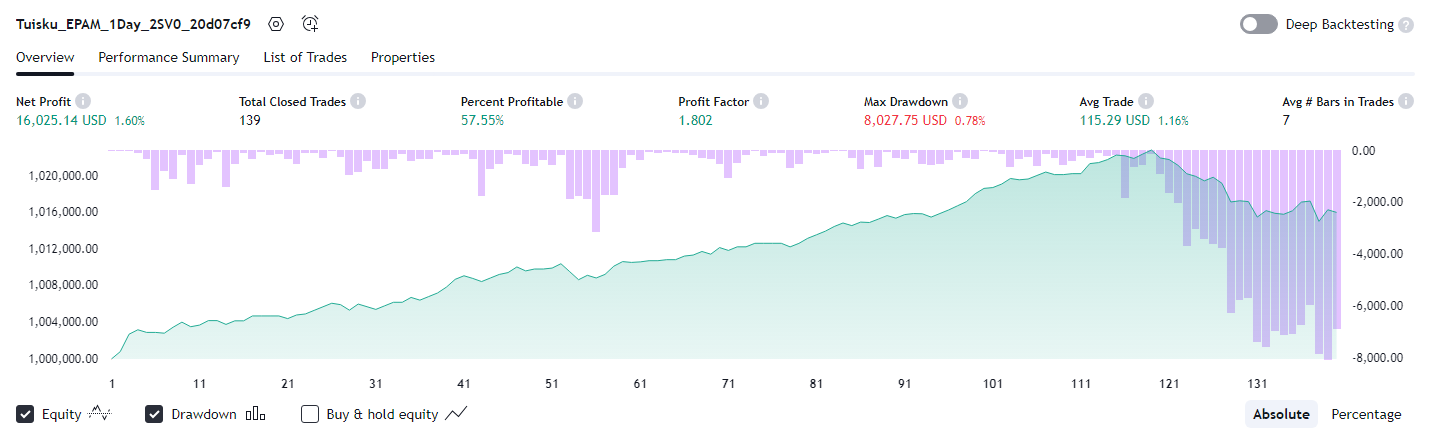 Tuisku_EPAM_1Day_2SV0_20d07cf9
Deep Backtesting ?
Overview Performance Summary List of Trades Properties
Net Profit Total Closed Trades Percent Profitable Profit Factor Max Drawdown Avg Trade Avg # Bars in Trades
16,025.14 USD 1.60% 139 57.55% 1.802 8,027.75 USD 0.78% 115.29 USD 1.16% 7
0.00
1,020,000.00
-2,000.00
1,016,000.00
1,012,000.00
-4,000.00
1,008,000.00
-6,000.00
1,004,000.00
1,000,000.00
-8,000.00
1 11 21 31 41 51 61 71 81 91 101 111 121 131
Equity Drawdown Buy & hold equity Absolute Percentage